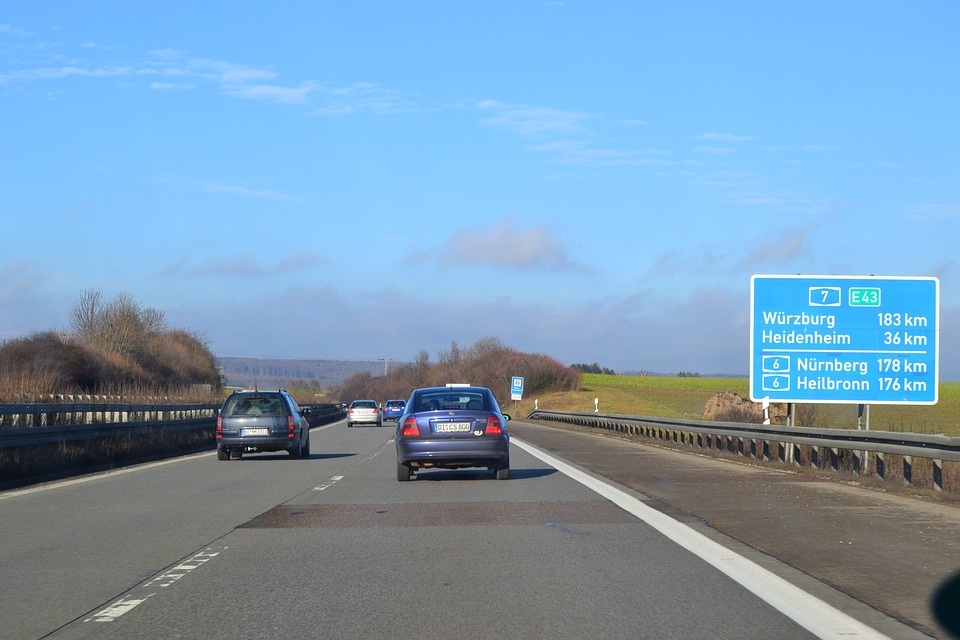 7 E43
Würzburg 183 km
Heidenheim 36 km
6 Nürnberg 178 km
6 Heilbronn 176 km